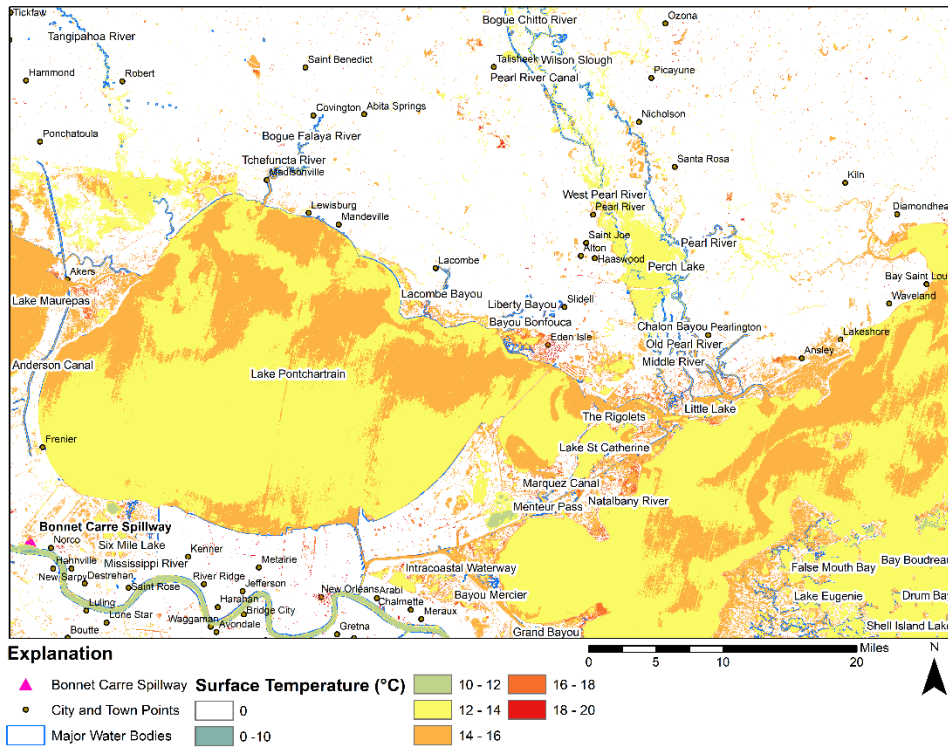 Tickfaw
Bogue Chitto River
Ozona
Tangipahoa River
Talisheek
Wilson Slough
Saint Benedict
Hammond
Robert
Pearl River Canal
Picayune
Covington
Abita Springs
Nicholson
Bogue Falaya River
Ponchatoula
Tchefuncta River
Santa Rosa
Madisonville
Kiln
West Pearl River
Lewisburg
Pearl River
Diamondhea
Mandeville
Saint Joe
Pearl River
Alton
Haaswood
Lacombe
Perch Lake
Akers
Bay Saint Lou
Lake Maurepas
Lacombe Bayou
Liberty Bayou
Slidell
Waveland
Bayou Bonfouca
Chalon Bayou
Pearlington
Eden Isle
Old Pearl River
Lakeshore
Anderson Canal
Middle River
Ansley
Lake Pontchartrain
Little Lake
The Rigolets
Frenier
Lake St Catherine
Marquez Canal
Natalbany River
Menteur Pass
Bonnet Carre Spillway
Norco
Six Mile Lake
Kenner
Mississippi River
Metairie
Bay Boudreau
Hahnville
Intracoastal Waterway
False Mouth Bay
New Sarpy
Destrehan
Saint Rose
River Ridge
Jefferson
New Orleans
Arabi
Bayou Mercier
Lake Eugenie
Drum Bay
Luling
Harahan
Chalmette
Lone Star
Bridge City
Meraux
Waggaman
Avondale
Boutte
Gretna
Grand Bayou
Shell Island Lake
Explanation
Bonnet Carre Spillway
City and Town Points
Major Water Bodies
Surface Temperature (°C)
0
0 -10
10 - 12
12 - 14
14 - 16
16 - 18
18 - 20
0 5 10 20
Miles
N